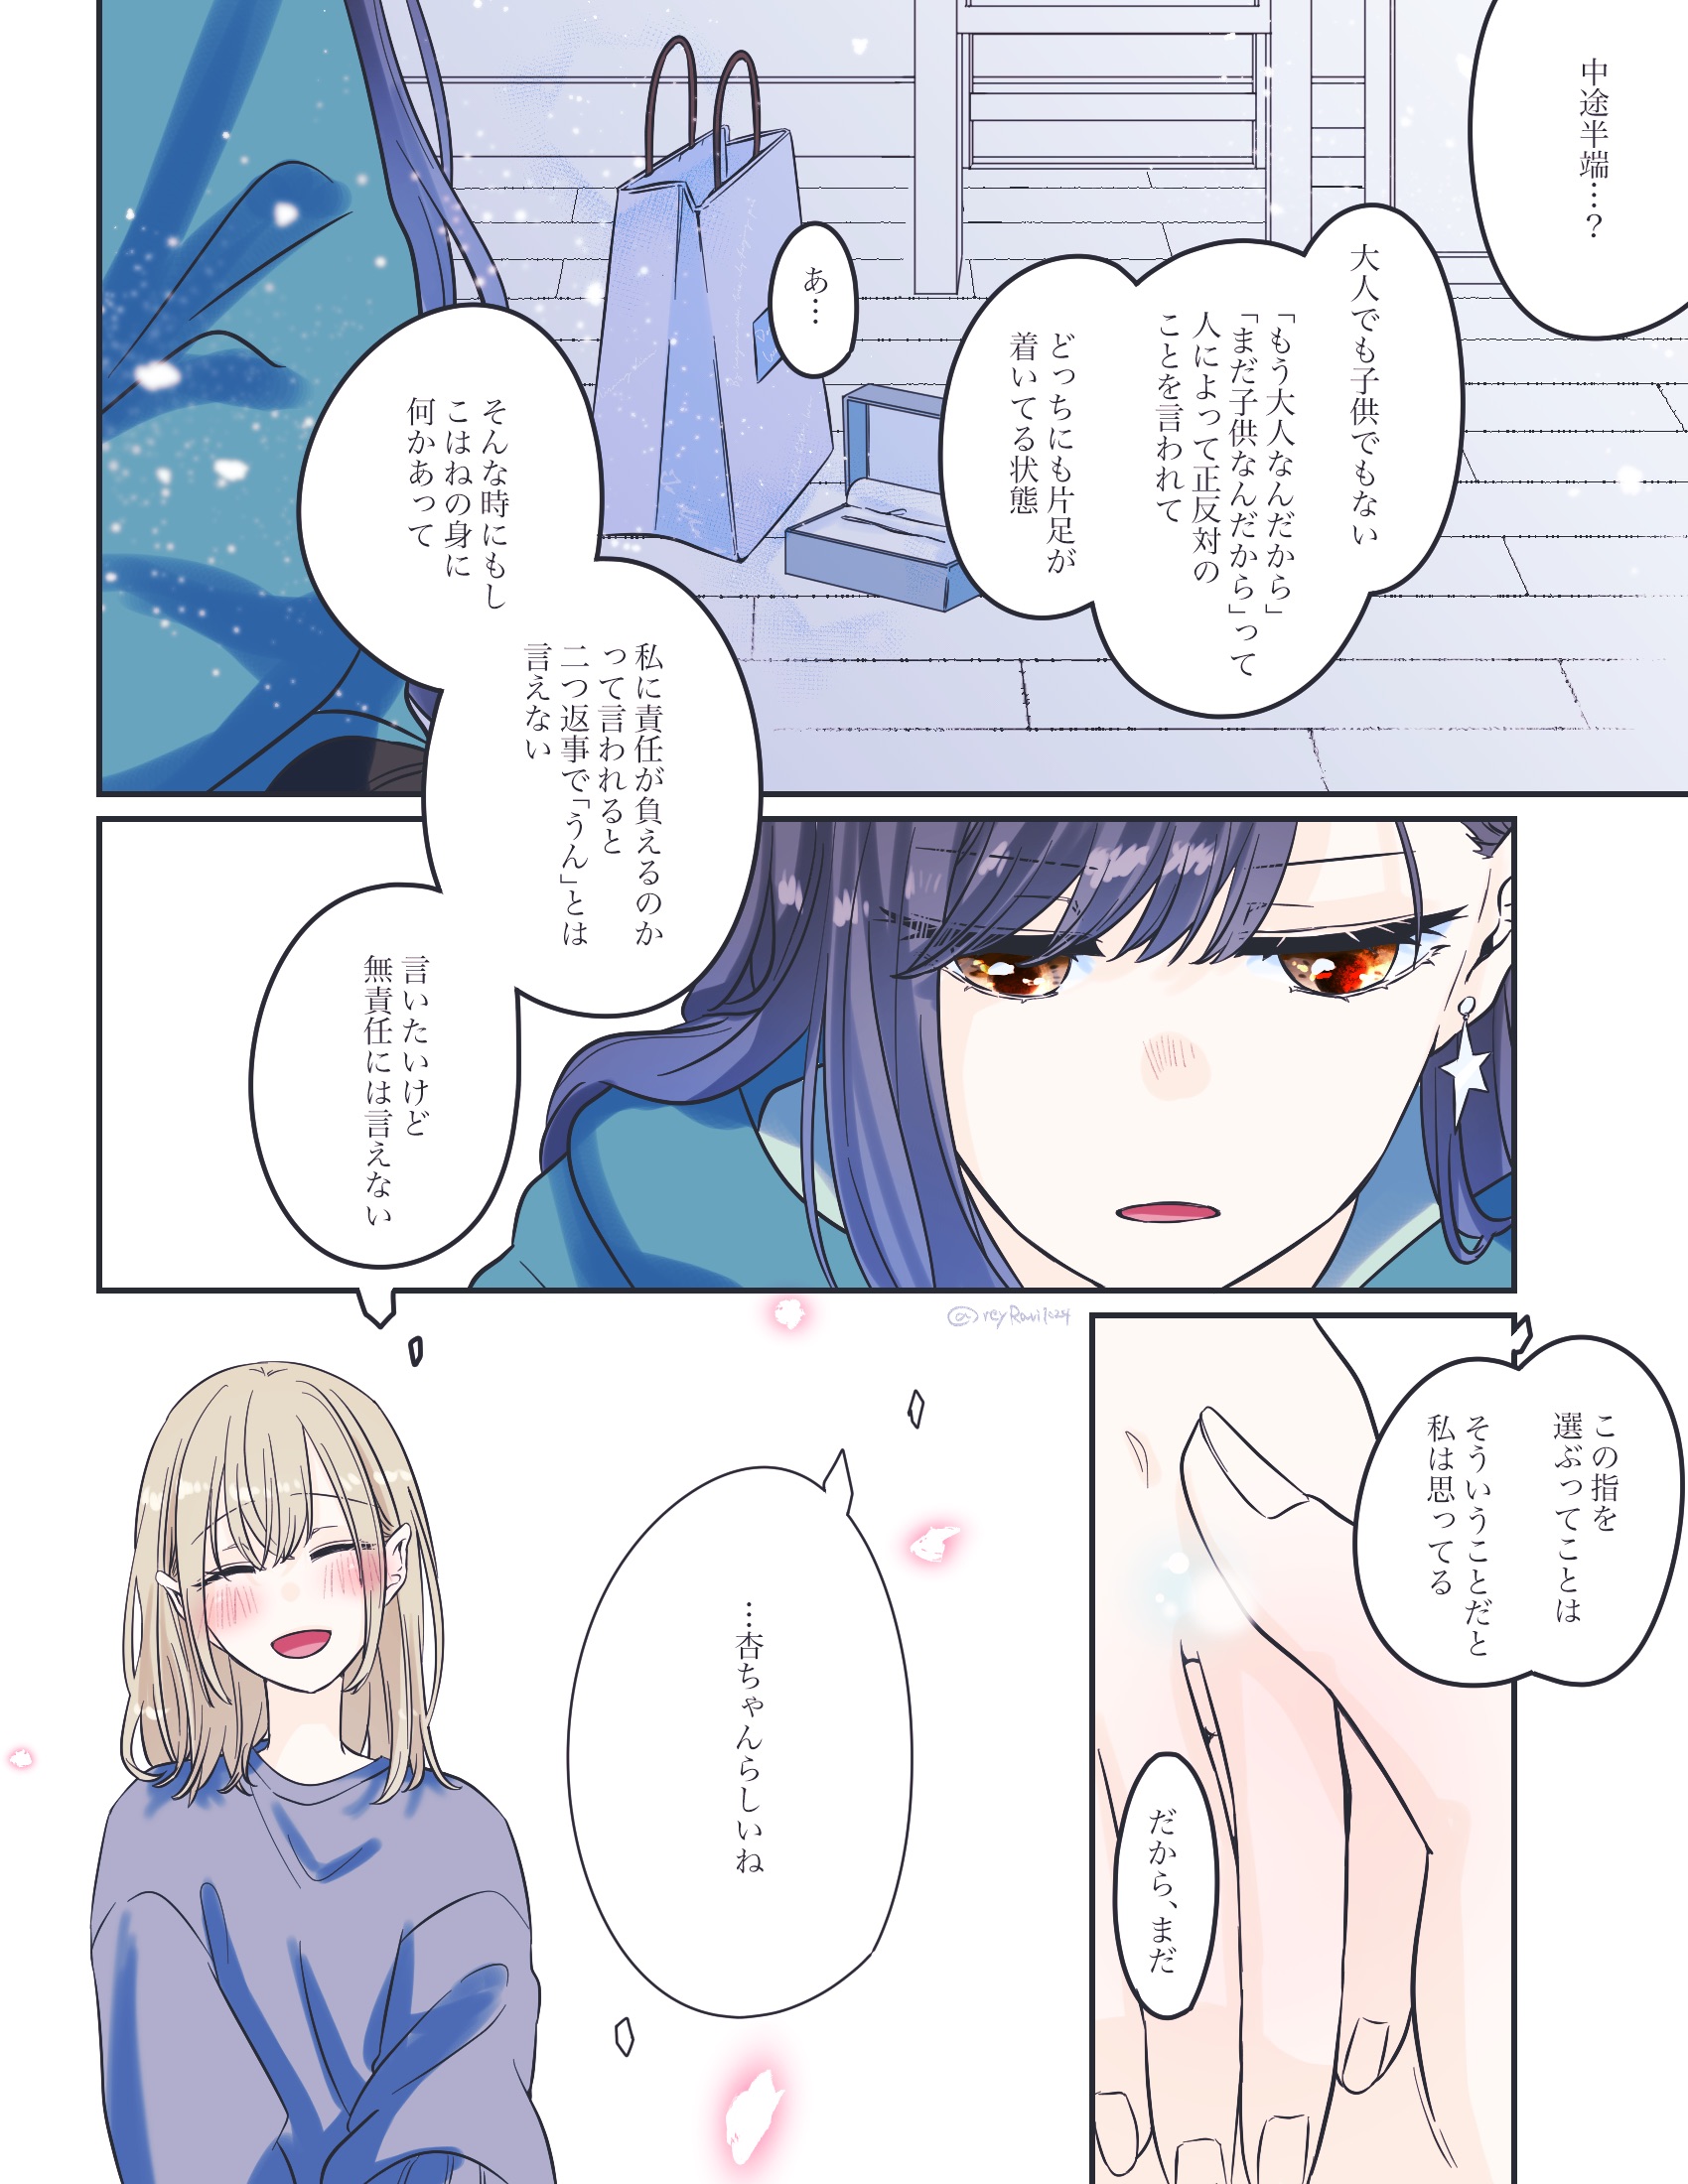 中途半端…?
大人でも子供でもない
「もう大人なんだから」
「まだ子供なんだから」って
人によって正反対の
ことを言われて
どっちにも片足が
着いてる状態
あ…
そんな時にもし
こはねの身に
何かあって
私に責任が負えるのか
って言われると
二つ返事で「うん」とは
言えない
言いたいけど
無責任には言えない
この指を
選ぶってことは
そういうことだと
私は思ってる
だから、まだ
…杏ちゃんらしいね